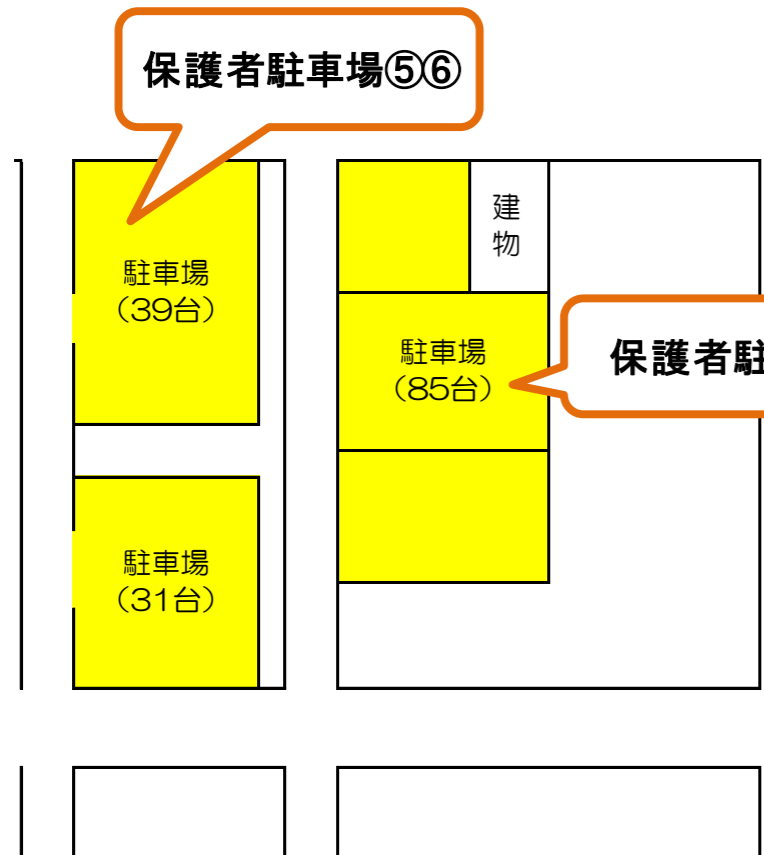 保護者駐車場⑤⑥
建
物
駐車場
（39台）
駐車場
（85台）
保護者駐
駐車場
（31台）